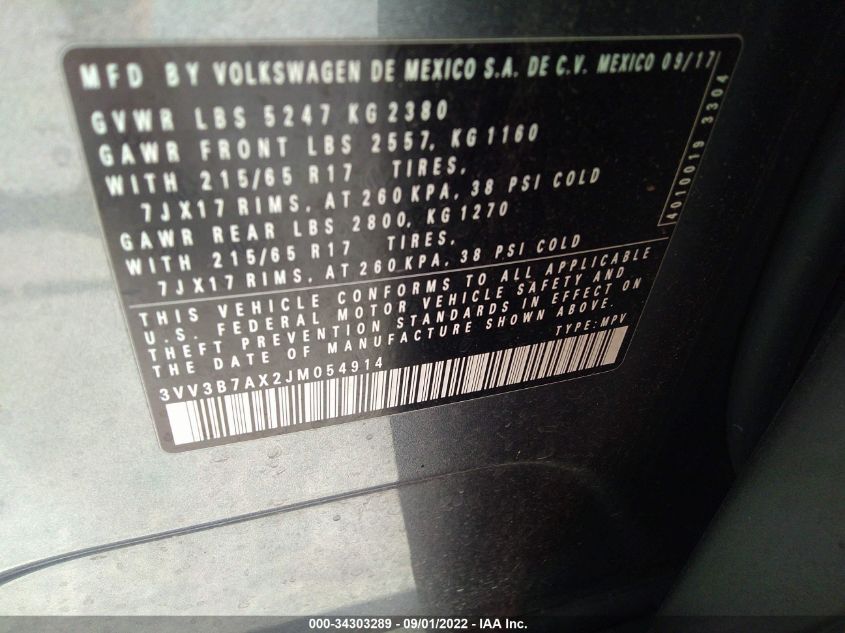 MFD BY VOLKSWAGEN DE MEXICO S.A. DE C.V. MEXICO 09/17
GVWR LBS 5247 KG 2380
GAWR FRONT LBS 2557, KG 1160
WITH 215/65 R17 TIRES,
7JX17 RIMS, AT 260 KPA, 38 PSI COLD
GAWR REAR LBS 2800, KG 1270
WITH 215/65 R17 TIRES,
7JX17 RIMS, AT 260 KPA, 38 PSI COLD
4010019 3304
THIS VEHICLE CONFORMS TO ALL APPLICABLE
U.S. FEDERAL MOTOR VEHICLE SAFETY AND
THEFT PREVENTION STANDARDS IN EFFECT ON
THE DATE OF MANUFACTURE SHOWN ABOVE.
TYPE: MPV
3VV3B7AX2JM054914
000-34303289 - 09/01/2022 - IAA Inc.